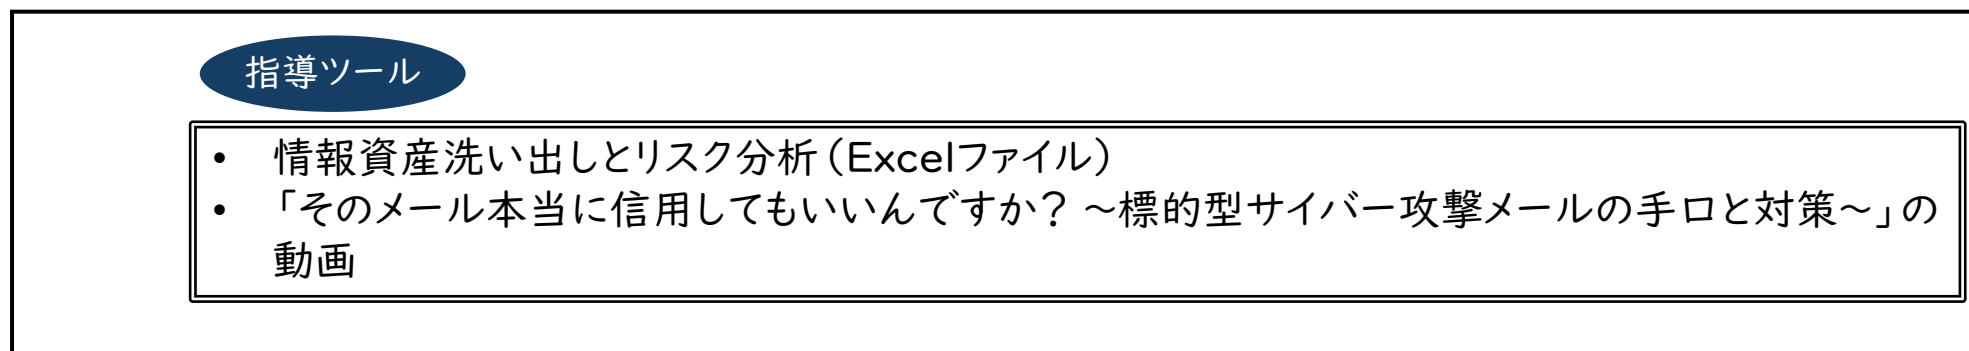 指導ツール
• 情報資産洗い出しとリスク分析(Excelファイル)
• 「そのメール本当に信用してもいいんですか? ~標的型サイバー攻撃メールの手口と対策~」の
動画